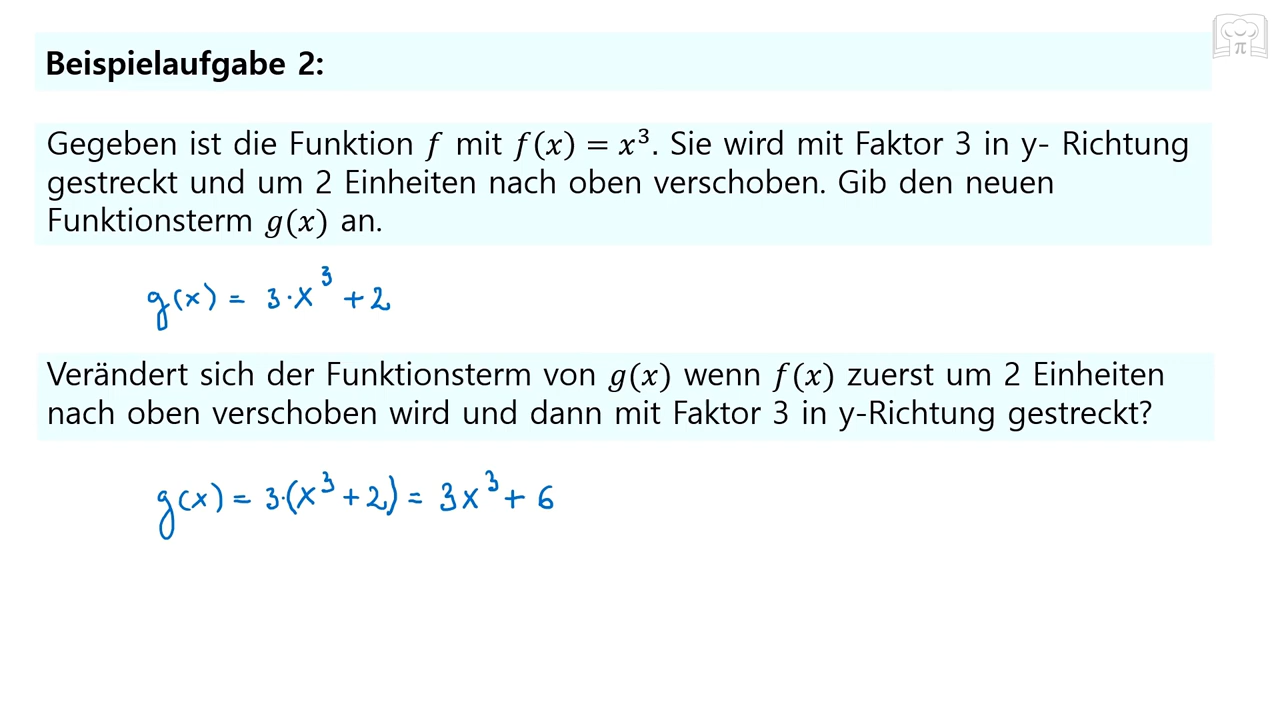 Beispielaufgabe 2:
Gegeben ist die Funktion f mit f(x) = x³. Sie wird mit Faktor 3 in y- Richtung
gestreckt und um 2 Einheiten nach oben verschoben. Gib den neuen
Funktionsterm g(x) an.
g(x) = 3·x³ + 2
Verändert sich der Funktionsterm von g(x) wenn f(x) zuerst um 2 Einheiten
nach oben verschoben wird und dann mit Faktor 3 in y-Richtung gestreckt?
g(x) = 3·(x³ + 2) = 3x³ + 6
π